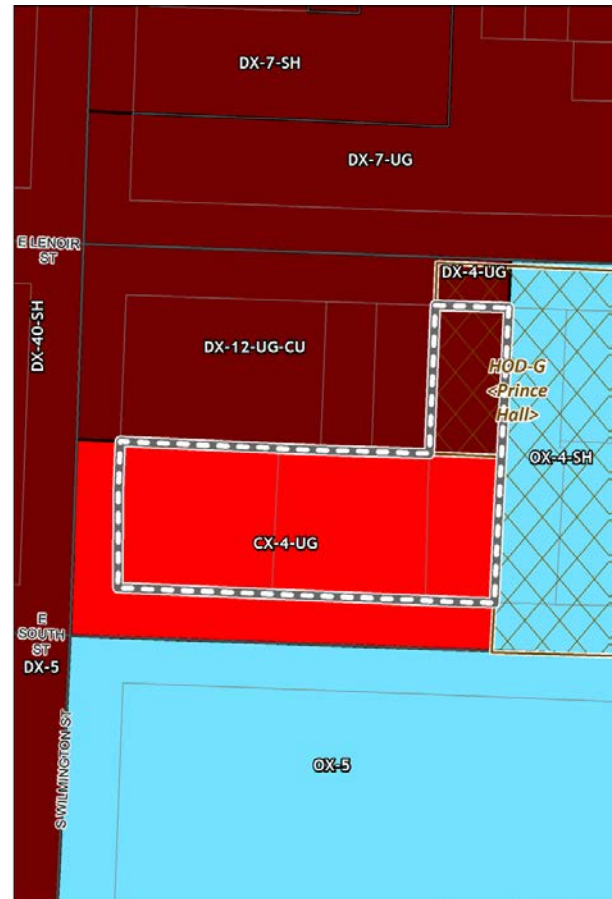 DX-7-SH
DX-7-UG
E LENOIR
ST
DX-4-UG
DX-40-SH
DX-12-UG-CU
HOD-G
<Prince
Hall>
OX-4-SH
CX-4-UG
E
SOUTH
ST
DX-5
S WILMINGTON ST
OX-5